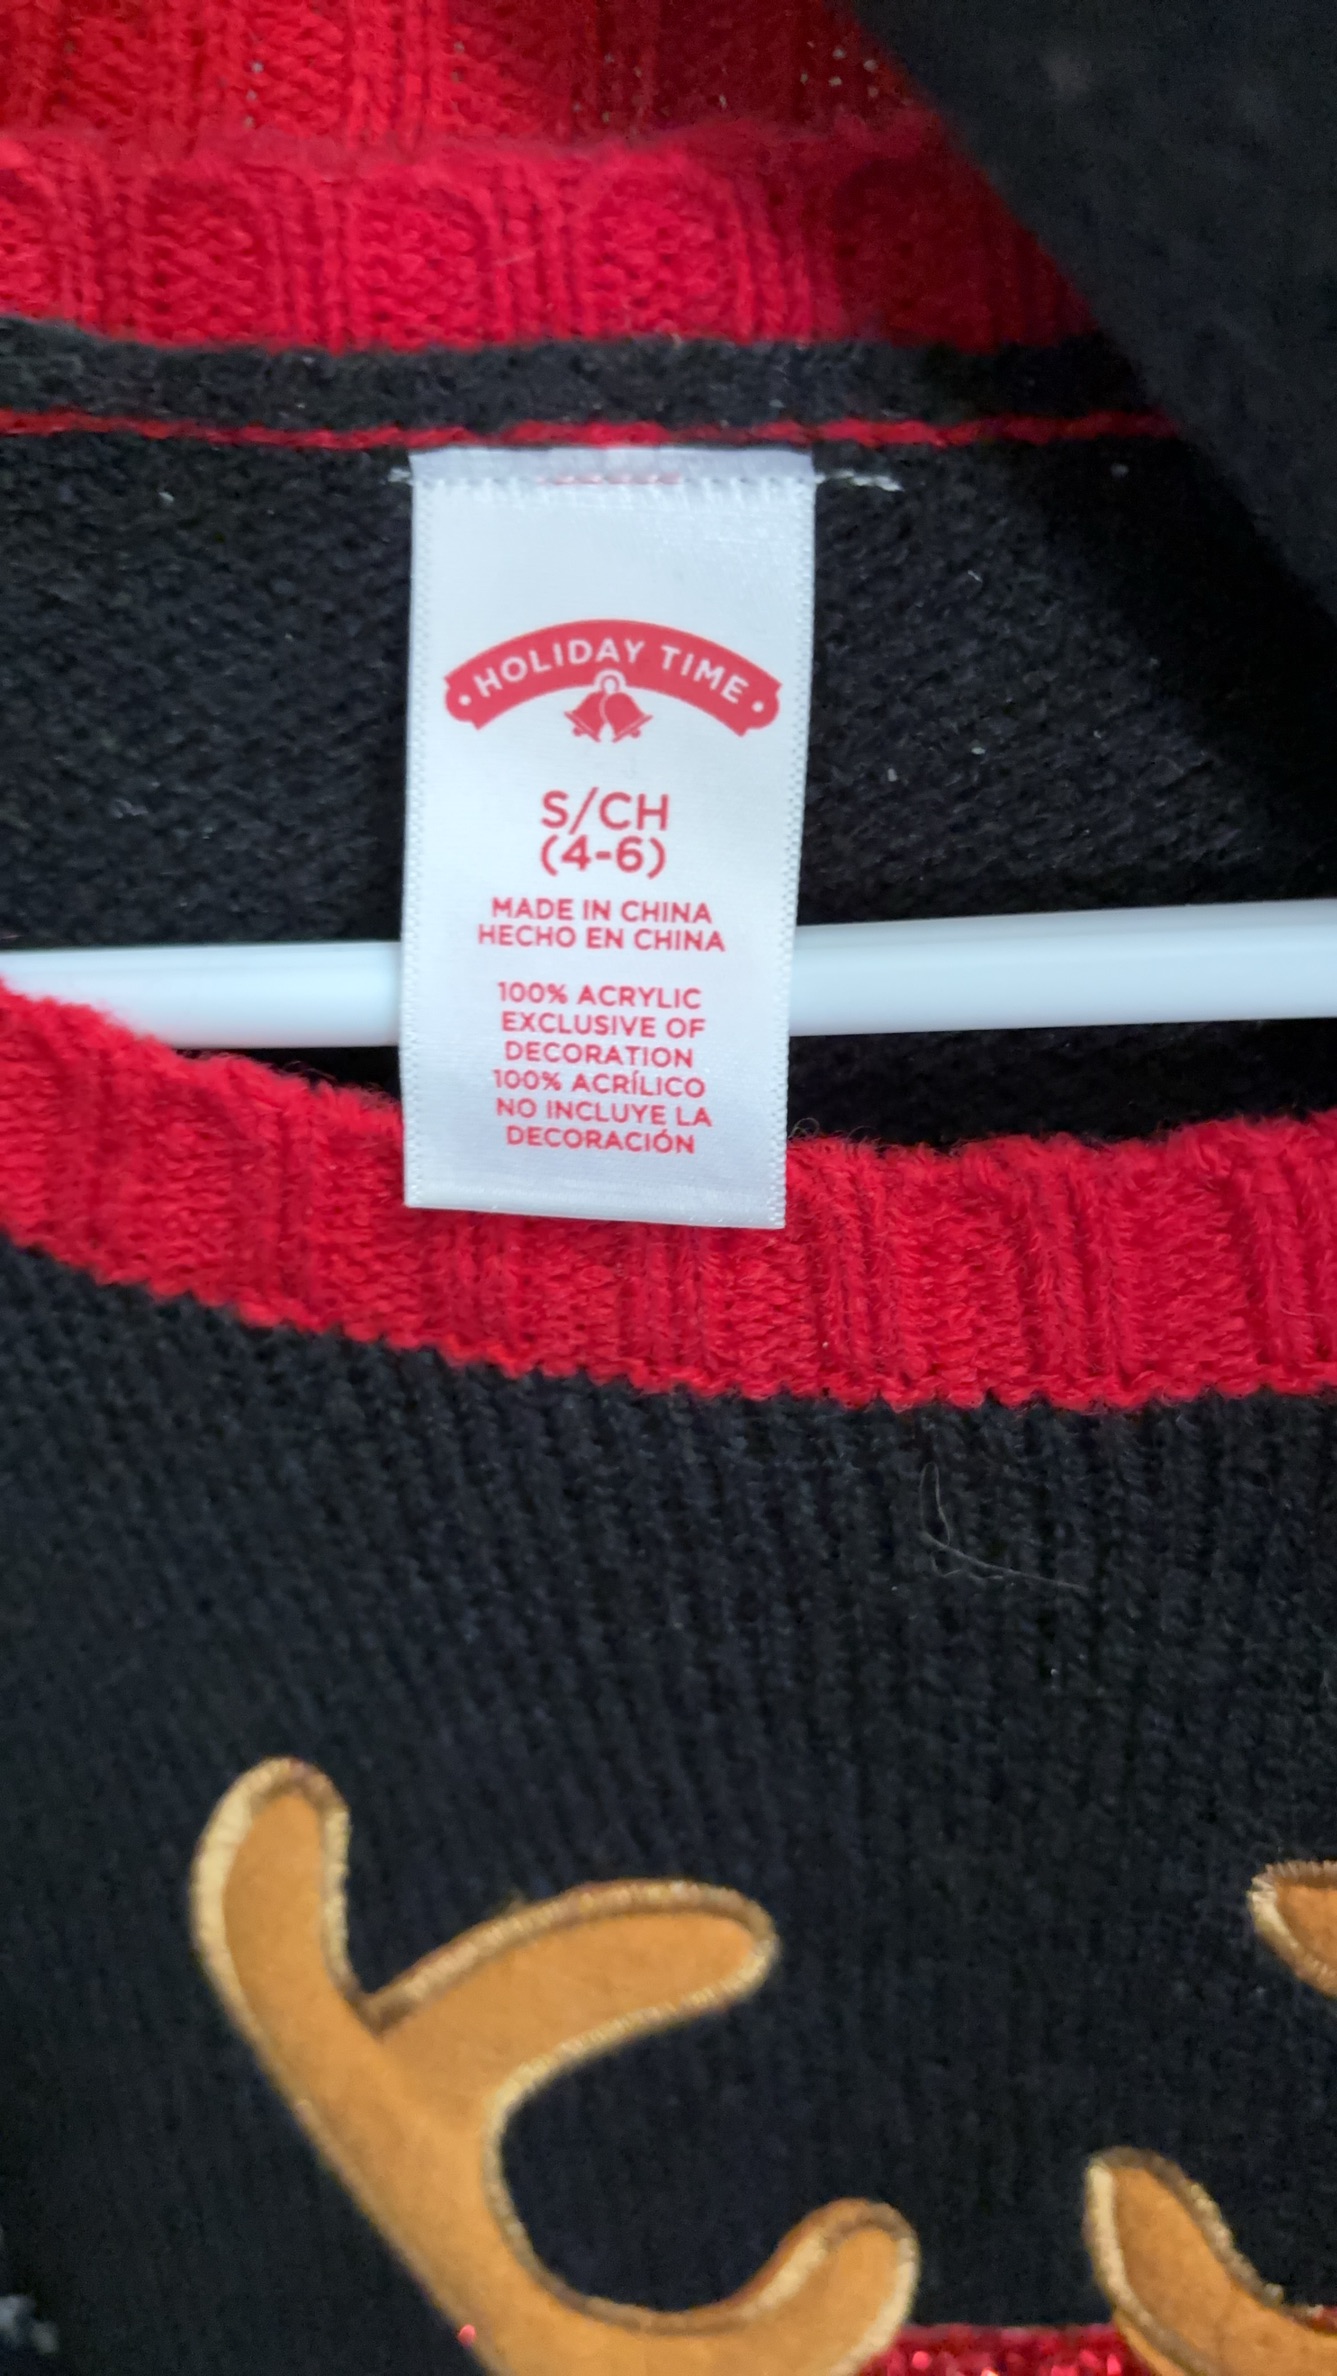 HOLIDAY TIME
S/CH
(4-6)
MADE IN CHINA
HECHO EN CHINA
100% ACRYLIC
EXCLUSIVE OF
DECORATION
100% ACRÍLICO
NO INCLUYE LA
DECORACIÓN